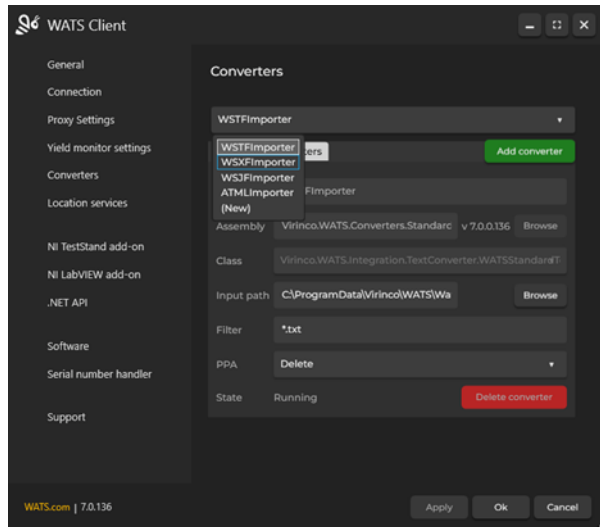 WATS Client
General
Connection
Proxy Settings
Yield monitor settings
Converters
Location services
NI TestStand add-on
NI LabVIEW add-on
.NET API
Software
Serial number handler
Support
Converters
WSTFImporter
WSTFImporter
WSXFImporter
WSJFImporter
ATMLImporter
(New)
ers
Add converter
FImporter
Assembly Virinco.WATS.Converters.Standarc v 7.0.0.136 Browse
Class Virinco.WATS.Integration.TextConverter.WATSStandard
Input path C:\ProgramData\Virinco\WATS\Wa Browse
Filter *.txt
PPA Delete
State Running Delete converter
WATS.com | 7.0.136
Apply Ok Cancel